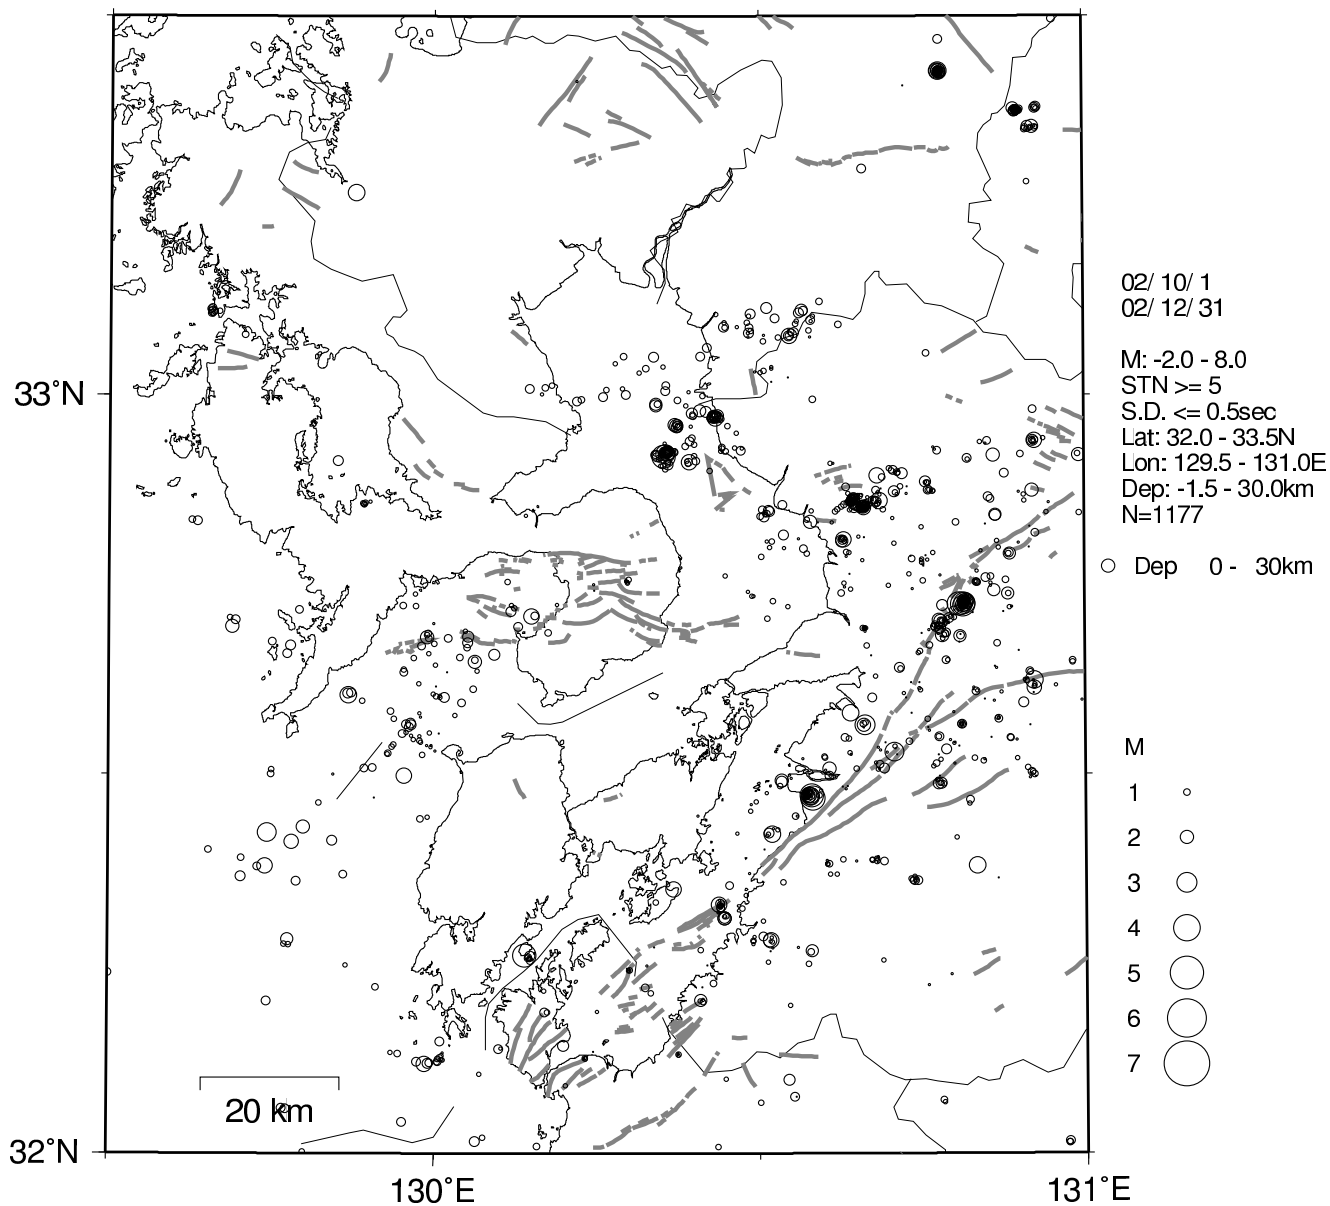 02/ 10/ 1
02/ 12/ 31
M: -2.0 - 8.0
STN >= 5
S.D. <= 0.5sec
Lat: 32.0 - 33.5N
Lon: 129.5 - 131.0E
Dep: -1.5 - 30.0km
N=1177
Dep 0 - 30km
M
1
2
3
4
5
6
7
33°N
32°N
20 km
130°E
131°E